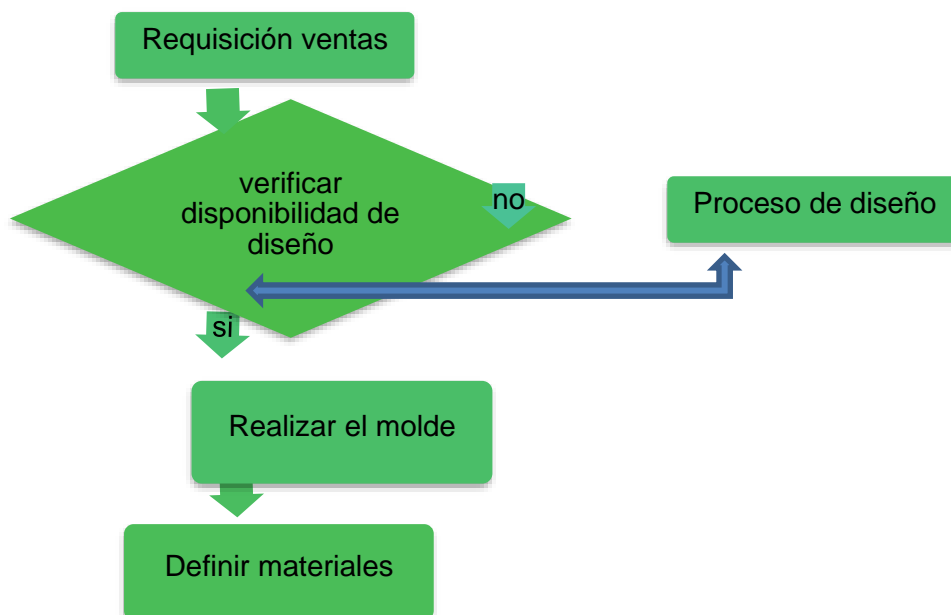 Requisición ventas
verificar
disponibilidad de
diseño
no
Proceso de diseño
si
Realizar el molde
Definir materiales